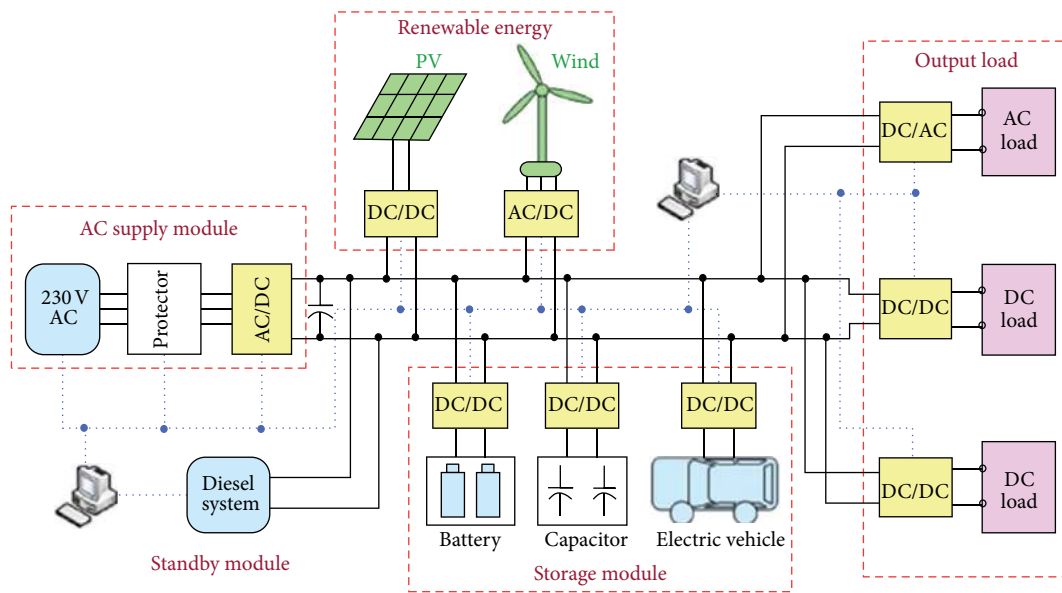 Renewable energy
PV
Wind
DC/DC
AC/DC
AC supply module
230 V
AC
Protector
AC/DC
Output load
DC/AC
AC
load
DC/DC
DC
load
DC/DC
DC
load
DC/DC
DC/DC
DC/DC
Battery
Capacitor
Electric vehicle
Storage module
Diesel
system
Standby module